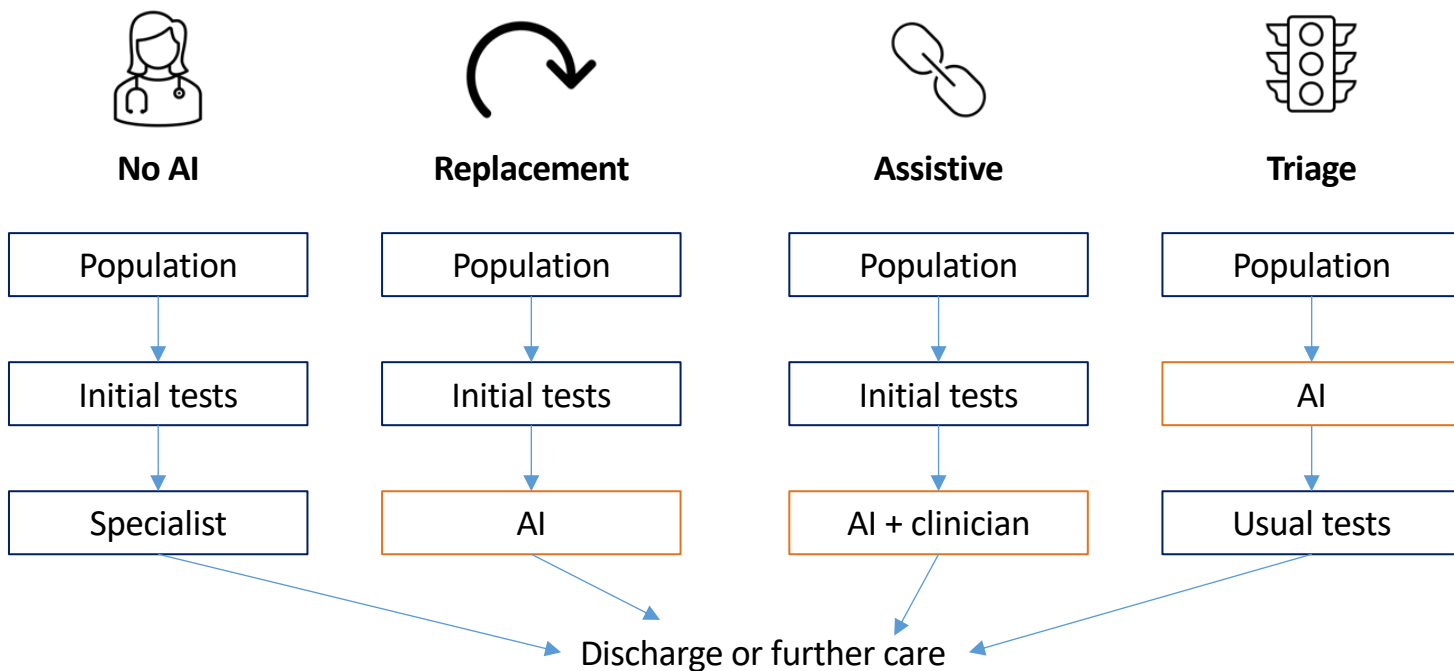 No AI
Replacement
Assistive
Triage
Population
Population
Population
Population
Initial tests
Initial tests
Initial tests
AI
Specialist
AI
AI + clinician
Usual tests
Discharge or further care